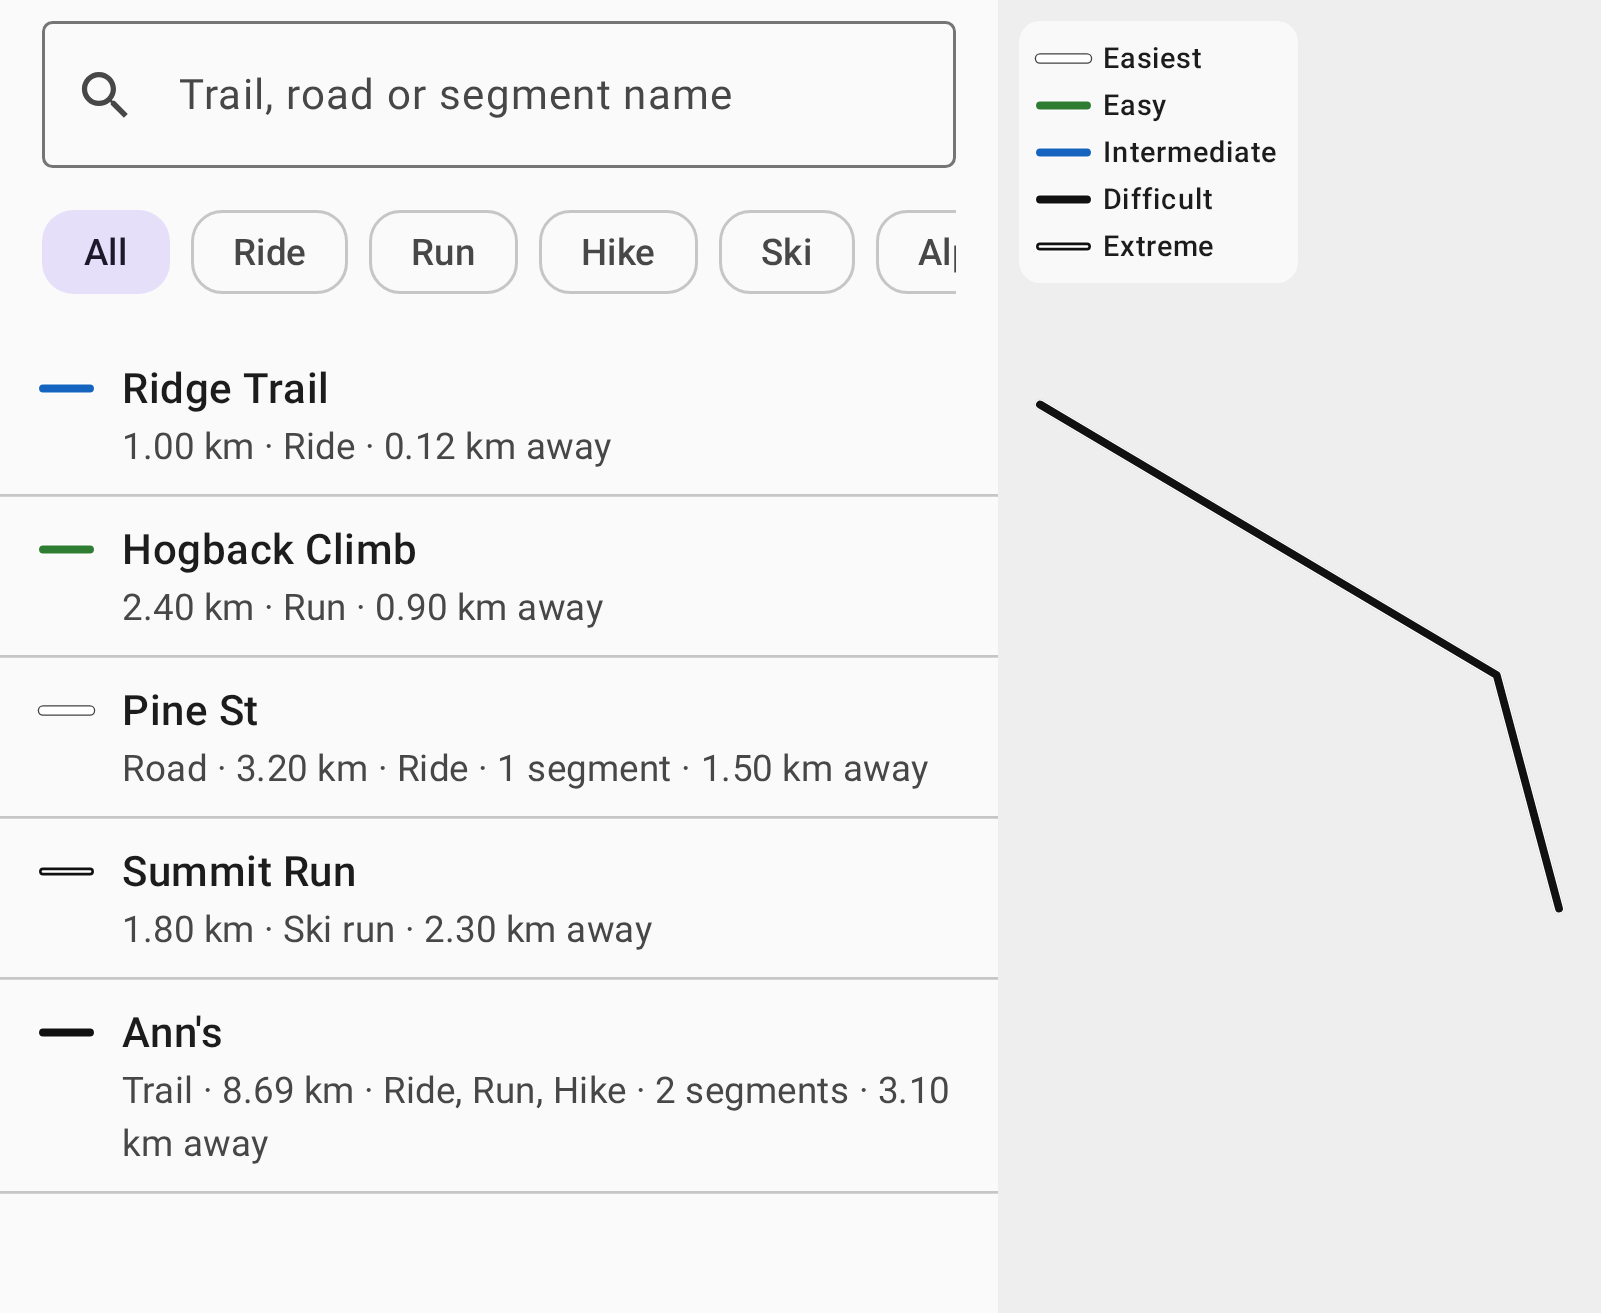 Trail, road or segment name
All Ride Run Hike Ski
Ridge Trail
1.00 km · Ride · 0.12 km away
Hogback Climb
2.40 km · Run · 0.90 km away
Pine St
Road · 3.20 km · Ride · 1 segment · 1.50 km away
Summit Run
1.80 km · Ski run · 2.30 km away
Ann's
Trail · 8.69 km · Ride, Run, Hike · 2 segments · 3.10
km away
Easiest
Easy
Intermediate
Difficult
Extreme